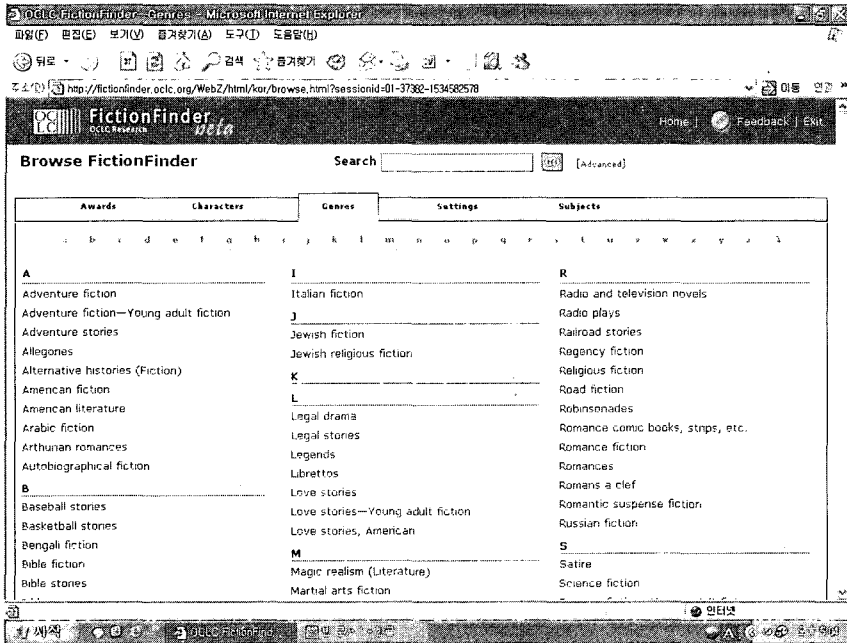 OCLC FictionFinder--Genres - Microsoft Internet Explorer
파일(F) 편집(E) 보기(V) 즐겨찾기(A) 도구(T) 도움말(H)
뒤로 검색 즐겨찾기
주소(D) http://fictionfinder.oclc.org/WebZ/html/kor/browse.html?sessionid=01-37382-1534582578 이동 연결 »
OCLC FictionFinder
OCLC Research beta
Home | Feedback | Exit
Browse FictionFinder Search [Advanced]
Awards Characters Genres Settings Subjects
A
Adventure fiction
Adventure fiction—Young adult fiction
Adventure stories
Allegories
Alternative histories (Fiction)
American fiction
American literature
Arabic fiction
Arthurian romances
Autobiographical fiction
B
Baseball stories
Basketball stories
Bengali fiction
Bible fiction
Bible stories
I
Italian fiction
J
Jewish fiction
Jewish religious fiction
K
L
Legal drama
Legal stories
Legends
Librettos
Love stories
Love stories—Young adult fiction
Love stories, American
M
Magic realism (Literature)
Martial arts fiction
R
Radio and television novels
Radio plays
Railroad stories
Regency fiction
Religious fiction
Road fiction
Robinsonades
Romance comic books, strips, etc.
Romance fiction
Romances
Romans a clef
Romantic suspense fiction
Russian fiction
S
Satire
Science fiction
인터넷
시작 OCLC FictionFind...